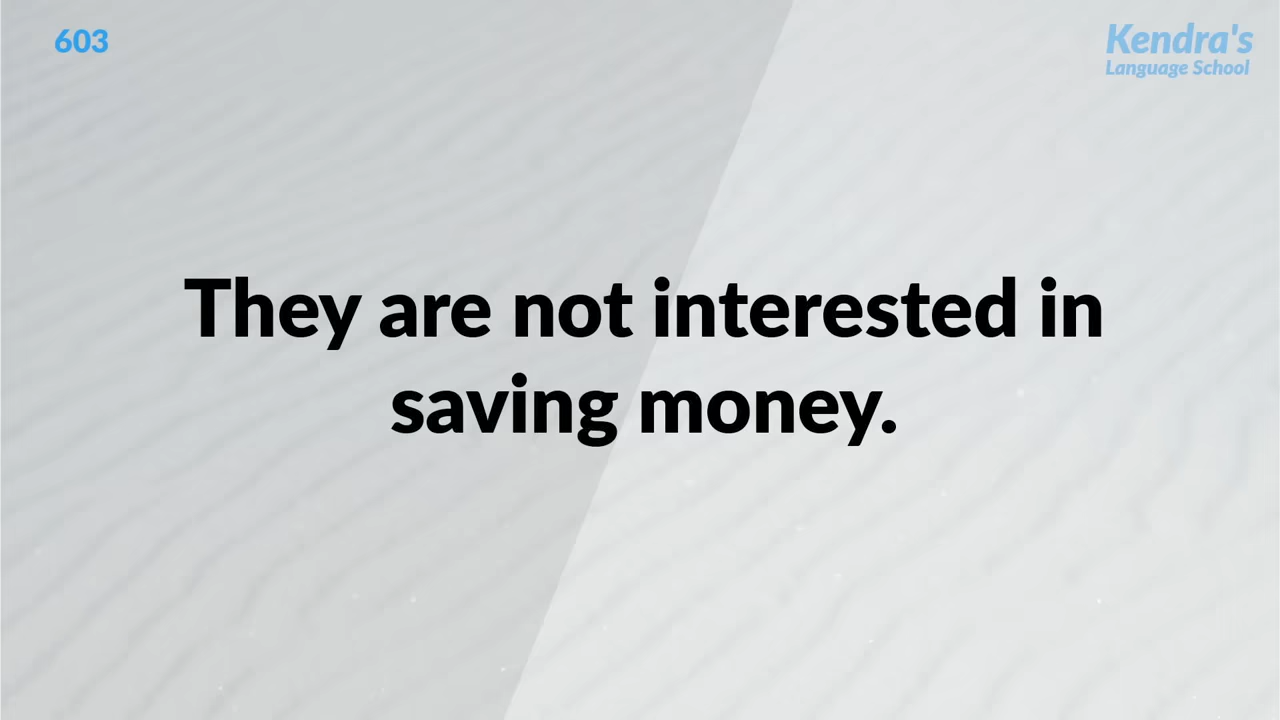 603
Kendra's
Language School
They are not interested in
saving money.